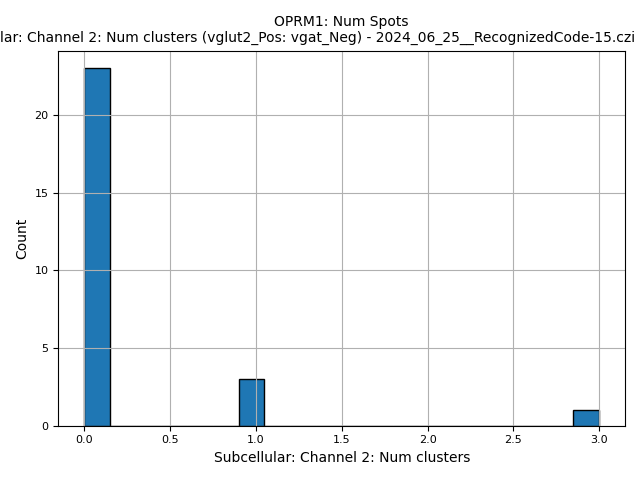 OPRM1: Num Spots
lar: Channel 2: Num clusters (vglut2_Pos: vgat_Neg) - 2024_06_25__RecognizedCode-15.czi
Count
20
15
10
5
0
0.0 0.5 1.0 1.5 2.0 2.5 3.0
Subcellular: Channel 2: Num clusters